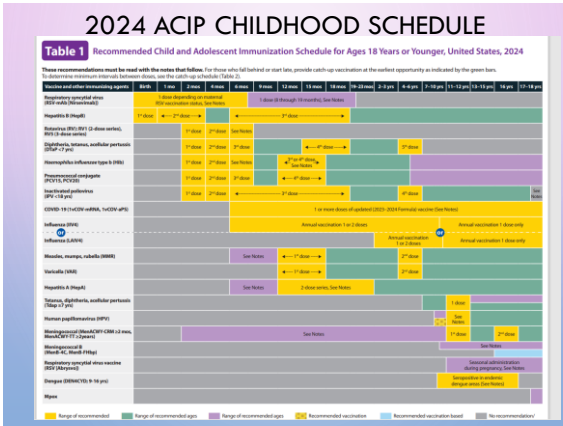 2024 ACIP CHILDHOOD SCHEDULE
Table 1 Recommended Child and Adolescent Immunization Schedule for Ages 18 Years or Younger, United States, 2024
These recommendations must be read with the notes that follow. For those who fall behind or start late, provide catch-up vaccination at the earliest opportunity as indicated by the green bars.
To determine minimum intervals between doses, see the catch-up schedule (Table 2).
Vaccine and other immunizing agents Birth 1 mo 2 mos 4 mos 6 mos 9 mos 12 mos 15 mos 18 mos 19–23 mos 2–3 yrs 4–6 yrs 7–10 yrs 11–12 yrs 13–15 yrs 16 yrs 17–18 yrs
Respiratory syncytial virus
(RSV-mAb [Nirsevimab])
1 dose depending on maternal
RSV vaccination status, See Notes
1 dose (8 through 19 months), See Notes
Hepatitis B (HepB) 1st dose 2nd dose 3rd dose
Rotavirus (RV): RV1 (2-dose series),
RV5 (3-dose series)
1st dose 2nd dose See Notes
Diphtheria, tetanus, acellular pertussis
(DTaP <7 yrs)
1st dose 2nd dose 3rd dose 4th dose 5th dose
Haemophilus influenzae type b (Hib)
1st dose 2nd dose See Notes
3rd or 4th dose,
See Notes
Pneumococcal conjugate
(PCV15, PCV20)
1st dose 2nd dose 3rd dose 4th dose
Inactivated poliovirus
(IPV <18 yrs)
1st dose 2nd dose 3rd dose 4th dose
See
Notes
COVID-19 (1vCOV-mRNA, 1vCOV-aPS) 1 or more doses of updated (2023–2024 Formula) vaccine (See Notes)
Influenza (IIV4) Annual vaccination 1 or 2 doses Annual vaccination 1 dose only
or or
Influenza (LAIV4)
Annual vaccination
1 or 2 doses
Annual vaccination 1 dose only
Measles, mumps, rubella (MMR) See Notes 1st dose 2nd dose
Varicella (VAR) 1st dose 2nd dose
Hepatitis A (HepA) See Notes 2-dose series, See Notes
Tetanus, diphtheria, acellular pertussis
(Tdap ≥7 yrs)
1 dose
Human papillomavirus (HPV)
See
Notes
Meningococcal (MenACWY-CRM ≥2 mos,
MenACWY-TT ≥2years)
See Notes 1st dose 2nd dose
Meningococcal B
(MenB-4C, MenB-FHbp)
See Notes
Respiratory syncytial virus vaccine
(RSV [Abrysvo])
Seasonal administration
during pregnancy, See Notes
Dengue (DEN4CYD; 9-16 yrs)
Seropositive in endemic
dengue areas (See Notes)
Mpox
Range of recommended Range of recommended ages Range of recommended ages Recommended vaccination Recommended vaccination based No recommendation/